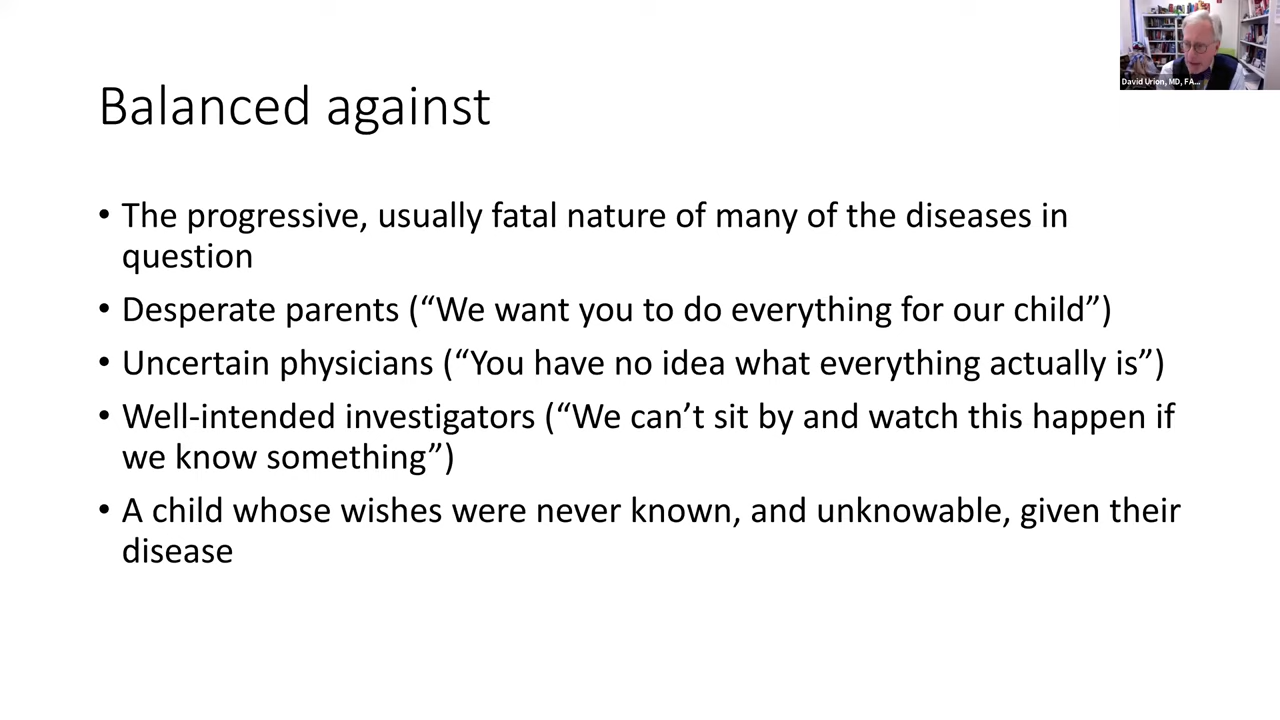 David Urion, MD, FA...
Balanced against
• The progressive, usually fatal nature of many of the diseases in
question
• Desperate parents (“We want you to do everything for our child”)
• Uncertain physicians (“You have no idea what everything actually is”)
• Well-intended investigators (“We can’t sit by and watch this happen if
we know something”)
• A child whose wishes were never known, and unknowable, given their
disease